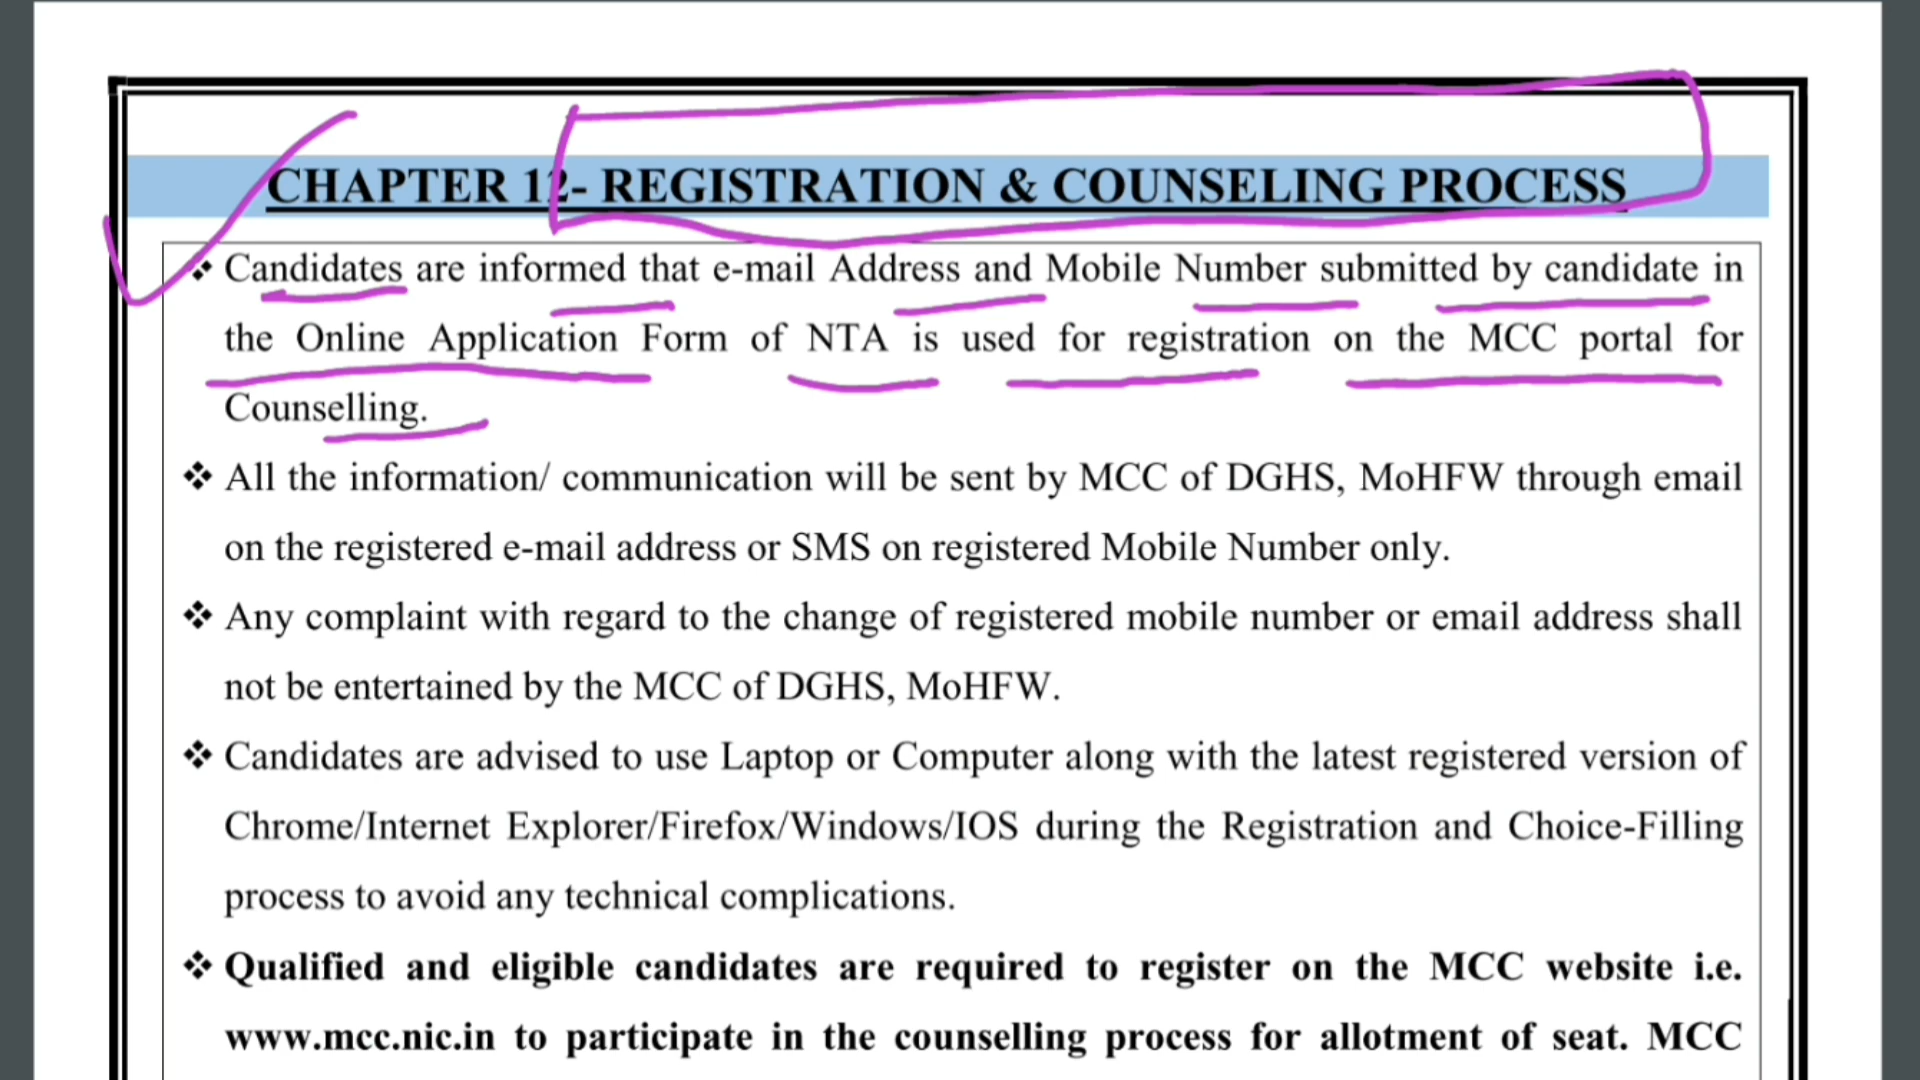 CHAPTER 12- REGISTRATION & COUNSELING PROCESS
❖ Candidates are informed that e-mail Address and Mobile Number submitted by candidate in
the Online Application Form of NTA is used for registration on the MCC portal for
Counselling.
❖ All the information/ communication will be sent by MCC of DGHS, MoHFW through email
on the registered e-mail address or SMS on registered Mobile Number only.
❖ Any complaint with regard to the change of registered mobile number or email address shall
not be entertained by the MCC of DGHS, MoHFW.
❖ Candidates are advised to use Laptop or Computer along with the latest registered version of
Chrome/Internet Explorer/Firefox/Windows/IOS during the Registration and Choice-Filling
process to avoid any technical complications.
❖ Qualified and eligible candidates are required to register on the MCC website i.e.
www.mcc.nic.in to participate in the counselling process for allotment of seat. MCC